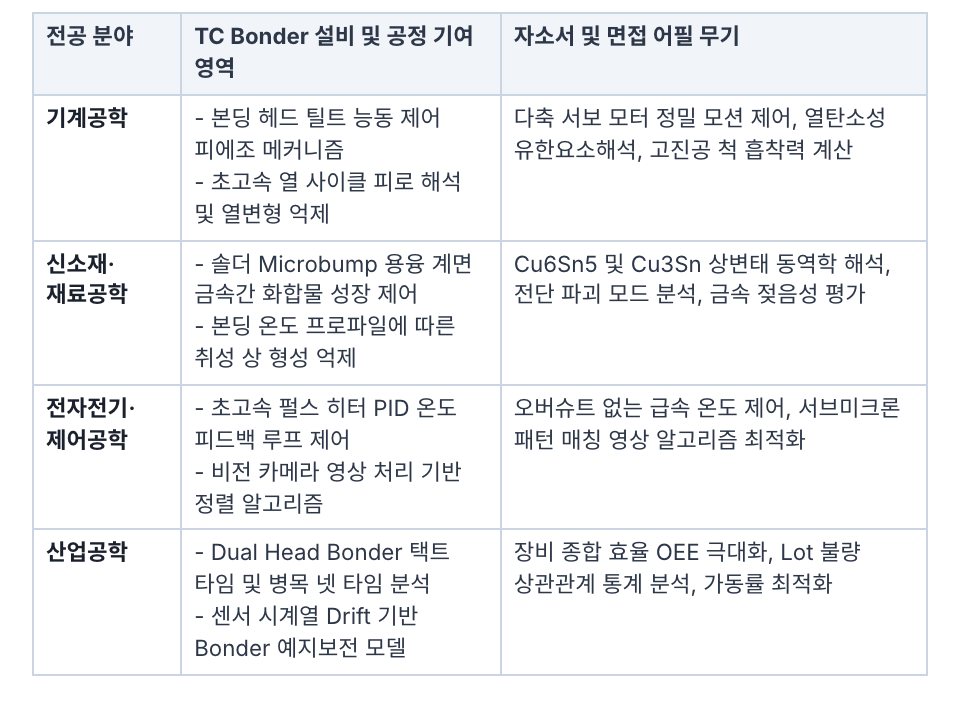 전공 분야
TC Bonder 설비 및 공정 기여
영역
자소서 및 면접 어필 무기
기계공학
- 본딩 헤드 틸트 능동 제어
피에조 메커니즘
- 초고속 열 사이클 피로 해석
및 열변형 억제
다축 서보 모터 정밀 모션 제어, 열탄소성
유한요소해석, 고진공 척 흡착력 계산
신소재·
재료공학
- 솔더 Microbump 용융 계면
금속간 화합물 성장 제어
- 본딩 온도 프로파일에 따른
취성 상 형성 억제
Cu6Sn5 및 Cu3Sn 상변태 동역학 해석,
전단 파괴 모드 분석, 금속 젖음성 평가
전자전기·
제어공학
- 초고속 펄스 히터 PID 온도
피드백 루프 제어
- 비전 카메라 영상 처리 기반
정렬 알고리즘
오버슈트 없는 급속 온도 제어, 서브미크론
패턴 매칭 영상 알고리즘 최적화
산업공학
- Dual Head Bonder 택트
타임 및 병목 넷 타임 분석
- 센서 시계열 Drift 기반
Bonder 예지보전 모델
장비 종합 효율 OEE 극대화, Lot 불량
상관관계 통계 분석, 가동률 최적화